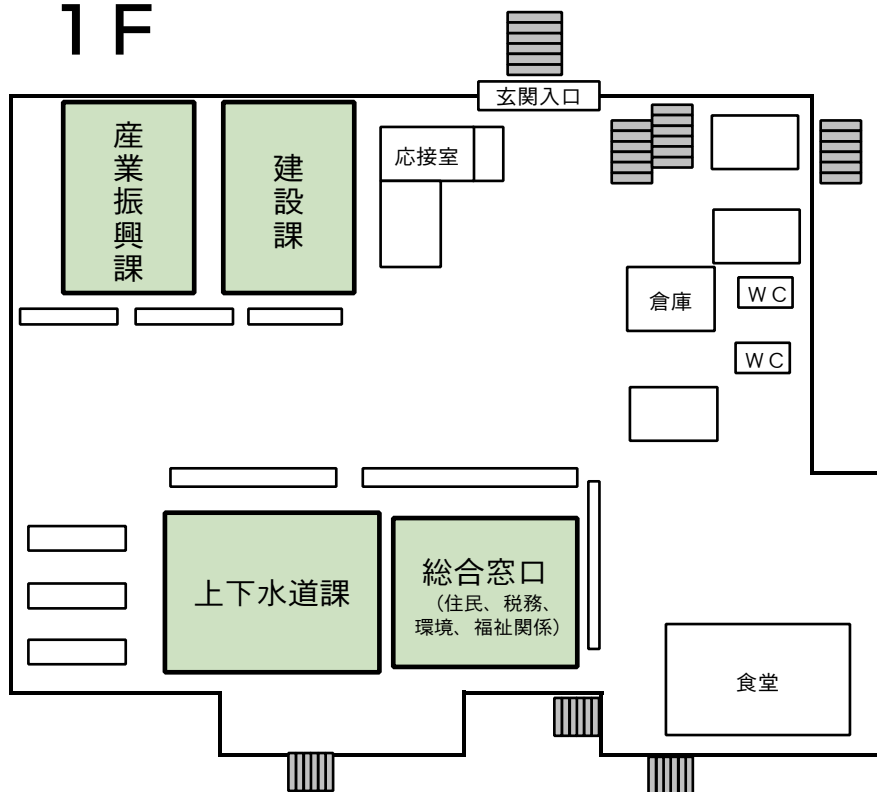 1F
玄関入口
産業振興課
建設課
応接室
倉庫
WC
WC
上下水道課
総合窓口
（住民、税務、
環境、福祉関係）
食堂